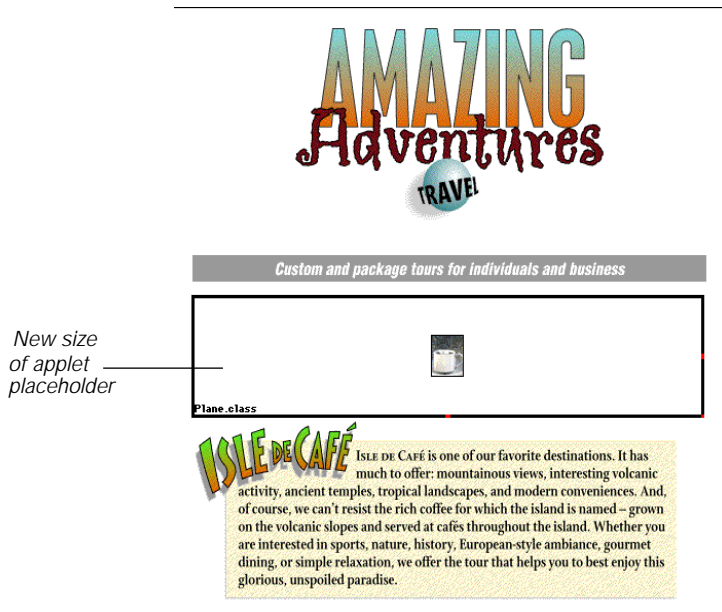 AMAZING
Adventures
TRAVEL
Custom and package tours for individuals and business
New size
of applet
placeholder
Plane.class
ISLE DE CAFÉ
ISLE DE CAFÉ is one of our favorite destinations. It has
much to offer: mountainous views, interesting volcanic
activity, ancient temples, tropical landscapes, and modern conveniences. And,
of course, we can't resist the rich coffee for which the island is named – grown
on the volcanic slopes and served at cafés throughout the island. Whether you
are interested in sports, nature, history, European-style ambiance, gourmet
dining, or simple relaxation, we offer the tour that helps you to best enjoy this
glorious, unspoiled paradise.